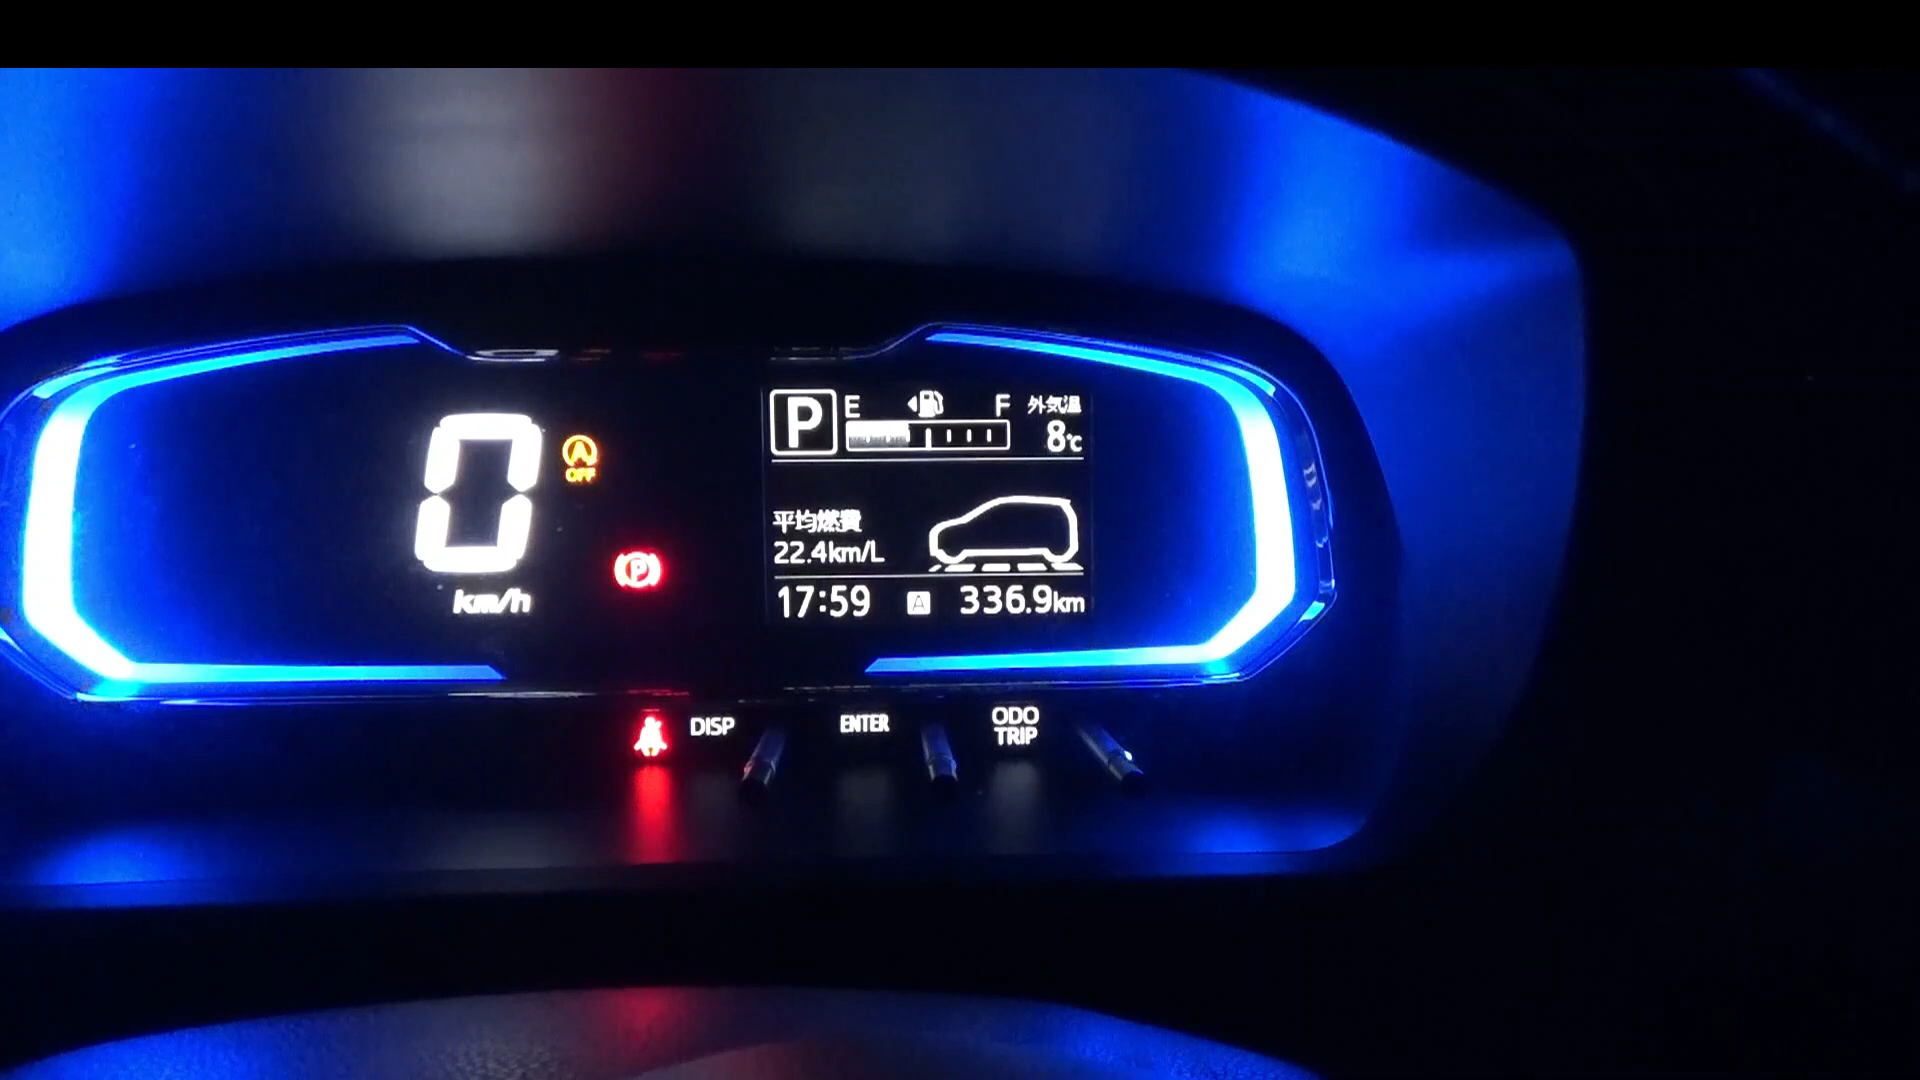 0
km/h
A
OFF
P
P
E
F
外気温
8℃
平均燃費
22.4km/L
17:59
A
336.9km
DISP
ENTER
ODO
TRIP